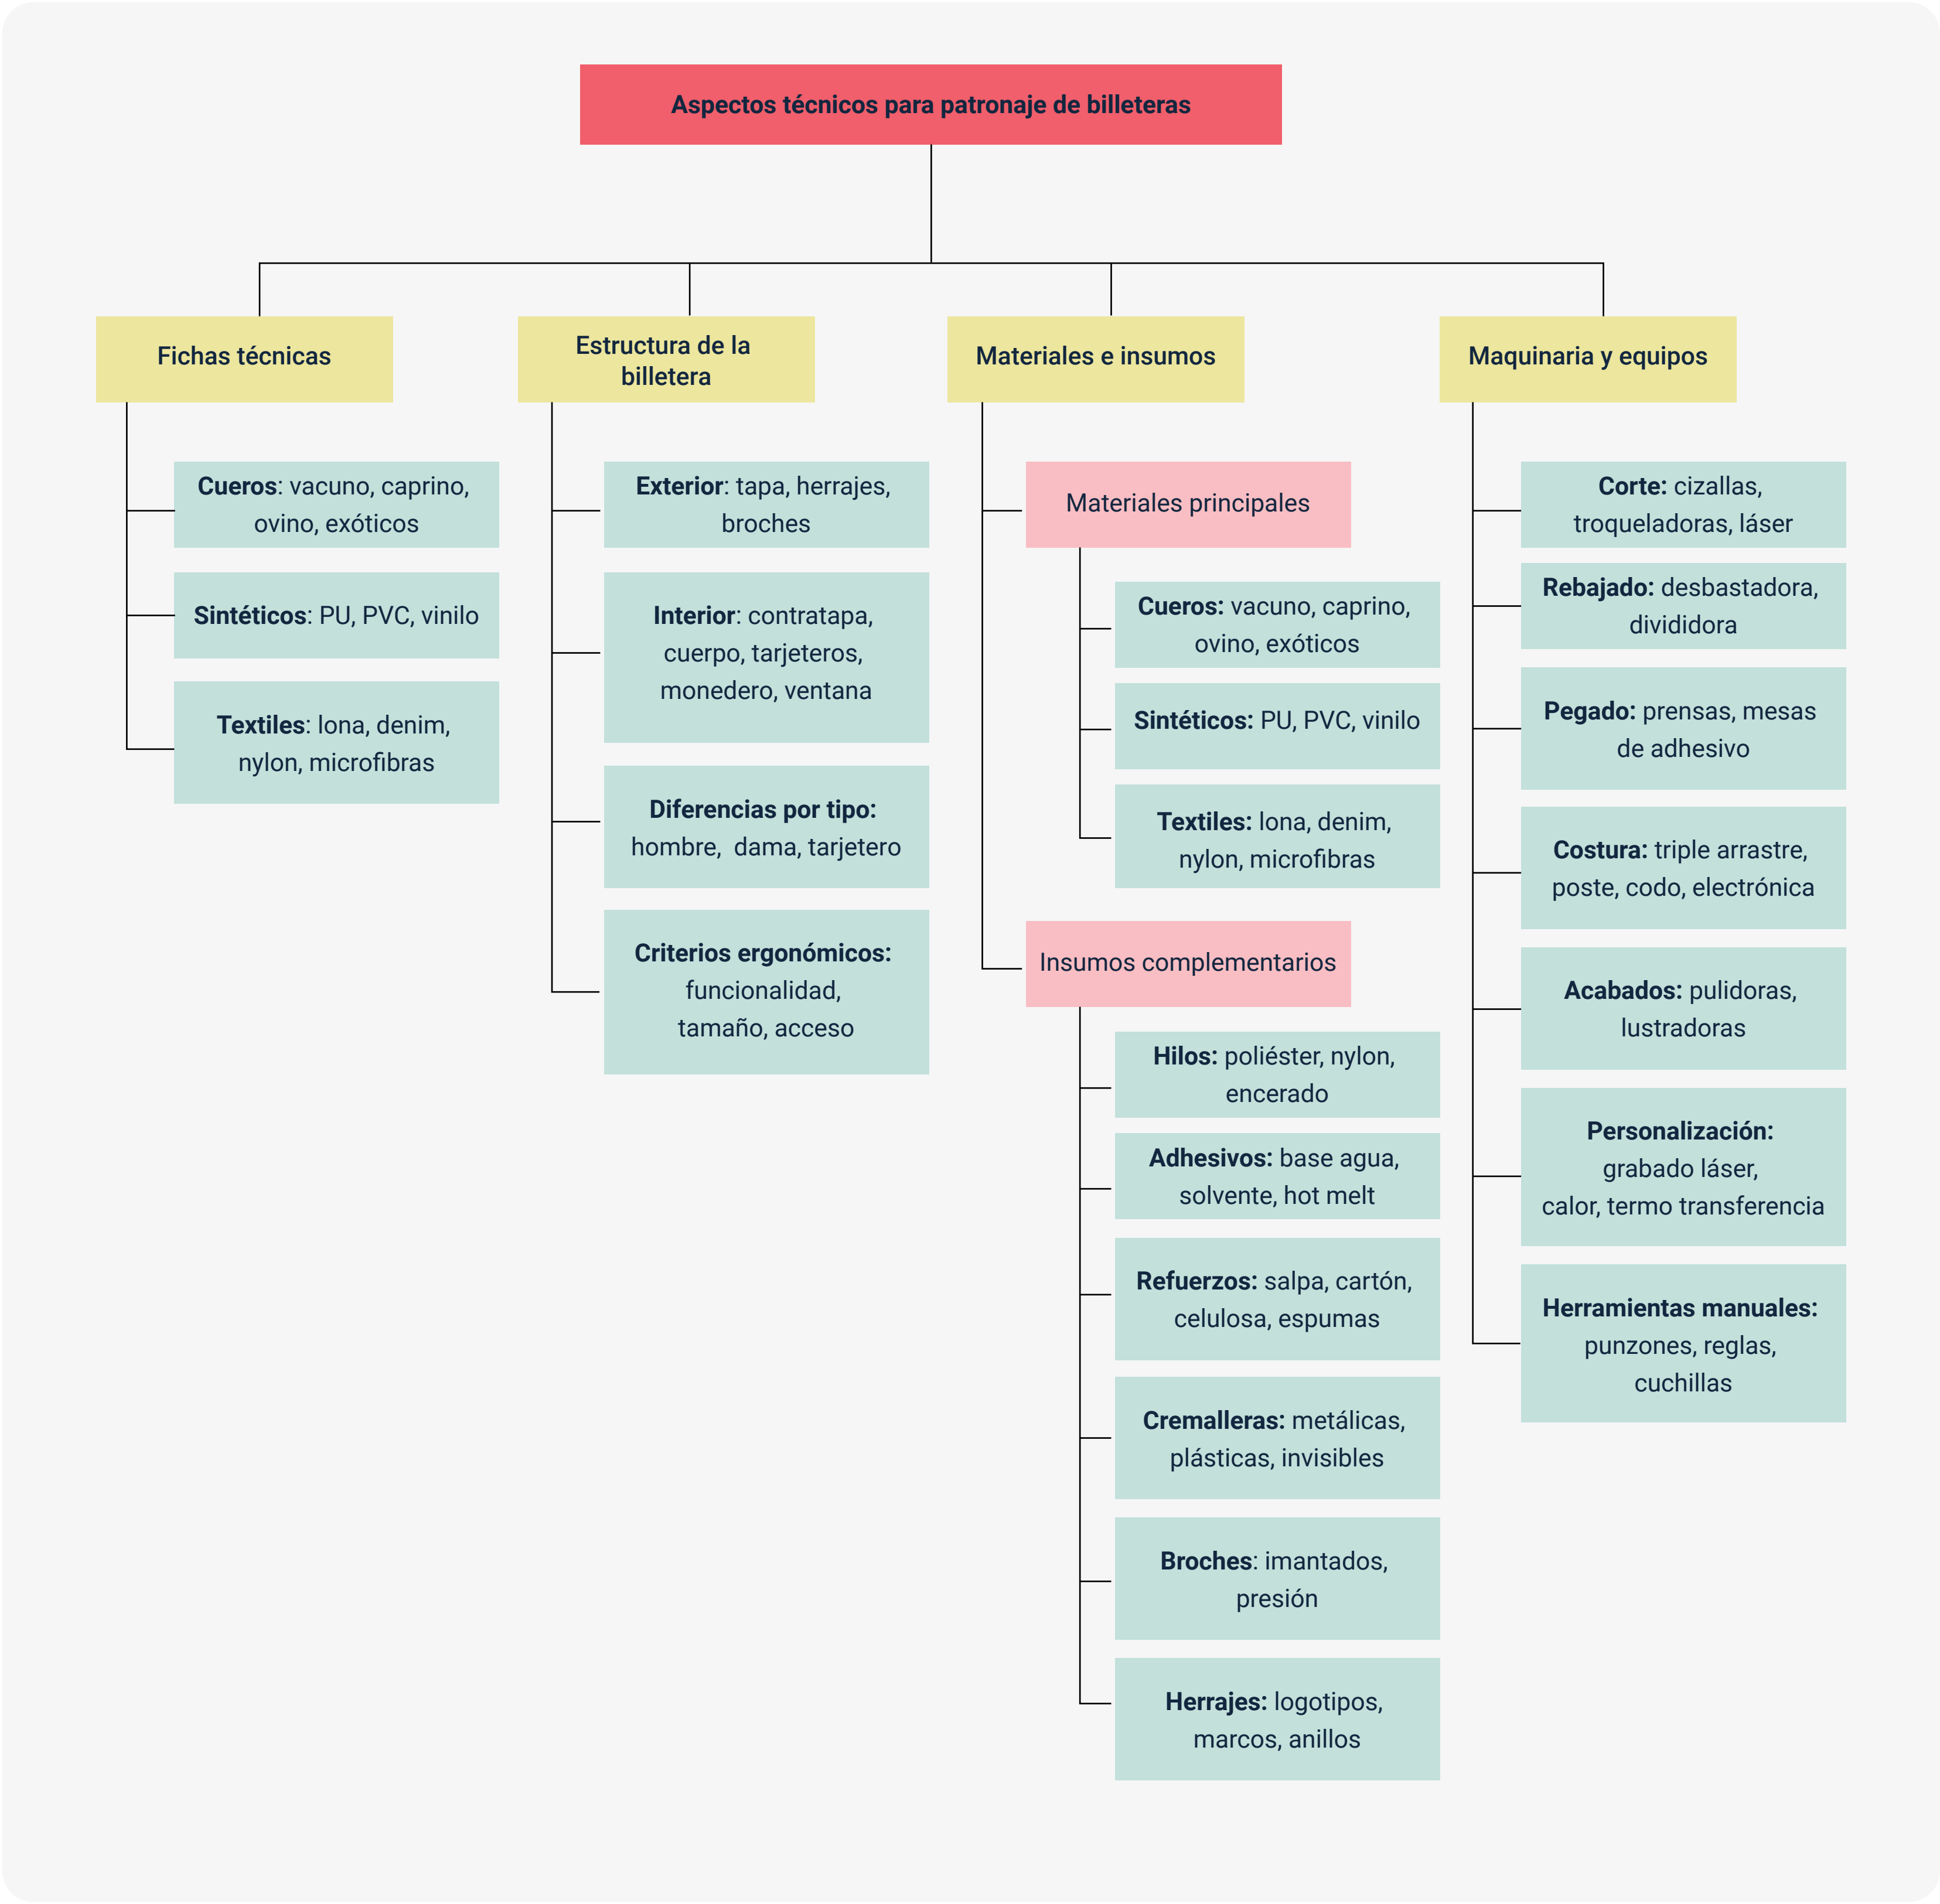 Aspectos técnicos para patronaje de billeteras
Fichas técnicas
Cueros: vacuno, caprino,
ovino, exóticos
Sintéticos: PU, PVC, vinilo
Textiles: lona, denim,
nylon, microfibras
Estructura de la
billetera
Exterior: tapa, herrajes,
broches
Interior: contratapa,
cuerpo, tarjeteros,
monedero, ventana
Diferencias por tipo:
hombre,  dama, tarjetero
Criterios ergonómicos:
funcionalidad,
tamaño, acceso
Materiales e insumos
Materiales principales
Cueros: vacuno, caprino,
ovino, exóticos
Sintéticos: PU, PVC, vinilo
Textiles: lona, denim,
nylon, microfibras
Insumos complementarios
Hilos: poliéster, nylon,
encerado
Adhesivos: base agua,
solvente, hot melt
Refuerzos: salpa, cartón,
celulosa, espumas
Cremalleras: metálicas,
plásticas, invisibles
Broches: imantados,
presión
Herrajes: logotipos,
marcos, anillos
Maquinaria y equipos
Corte: cizallas,
troqueladoras, láser
Rebajado: desbastadora,
divididora
Pegado: prensas, mesas
de adhesivo
Costura: triple arrastre,
poste, codo, electrónica
Acabados: pulidoras,
lustradoras
Personalización:
grabado láser,
calor, termo transferencia
Herramientas manuales:
punzones, reglas,
cuchillas